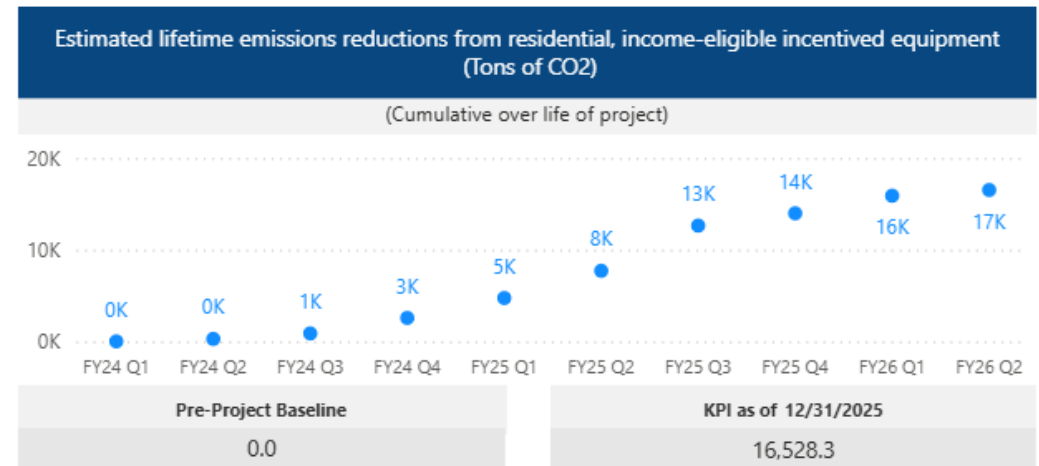 Estimated lifetime emissions reductions from residential, income-eligible incentived equipment
(Tons of CO2)
(Cumulative over life of project)
20K
10K
0K
0K
0K
1K
3K
5K
8K
13K
14K
16K
17K
FY24 Q1
FY24 Q2
FY24 Q3
FY24 Q4
FY25 Q1
FY25 Q2
FY25 Q3
FY25 Q4
FY26 Q1
FY26 Q2
Pre-Project Baseline
0.0
KPI as of 12/31/2025
16,528.3